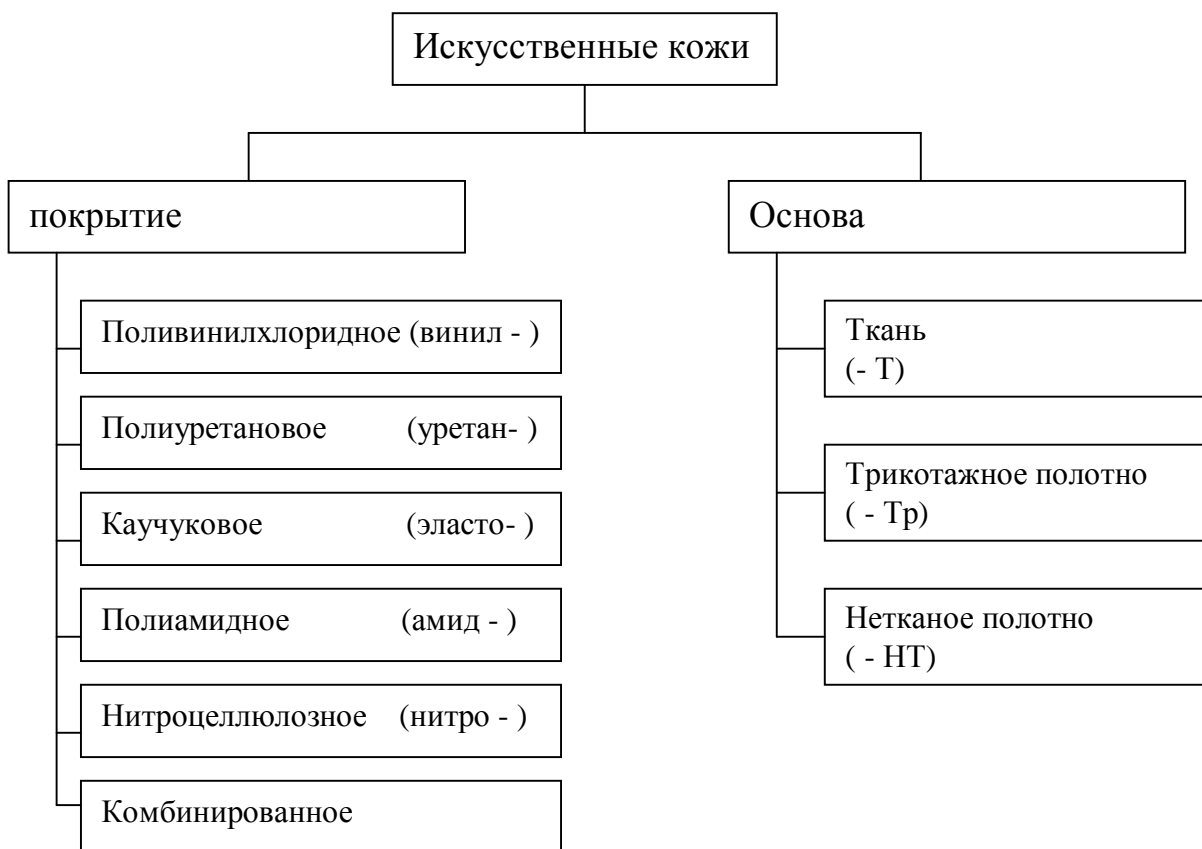 Искусственные кожи
покрытие
Поливинилхлоридное (винил - )
Полиуретановое (уретан- )
Каучуковое (эласто- )
Полиамидное (амид - )
Нитроцеллюлозное (нитро - )
Комбинированное
Основа
Ткань
(- Т)
Трикотажное полотно
( - Тр)
Нетканое полотно
( - НТ)